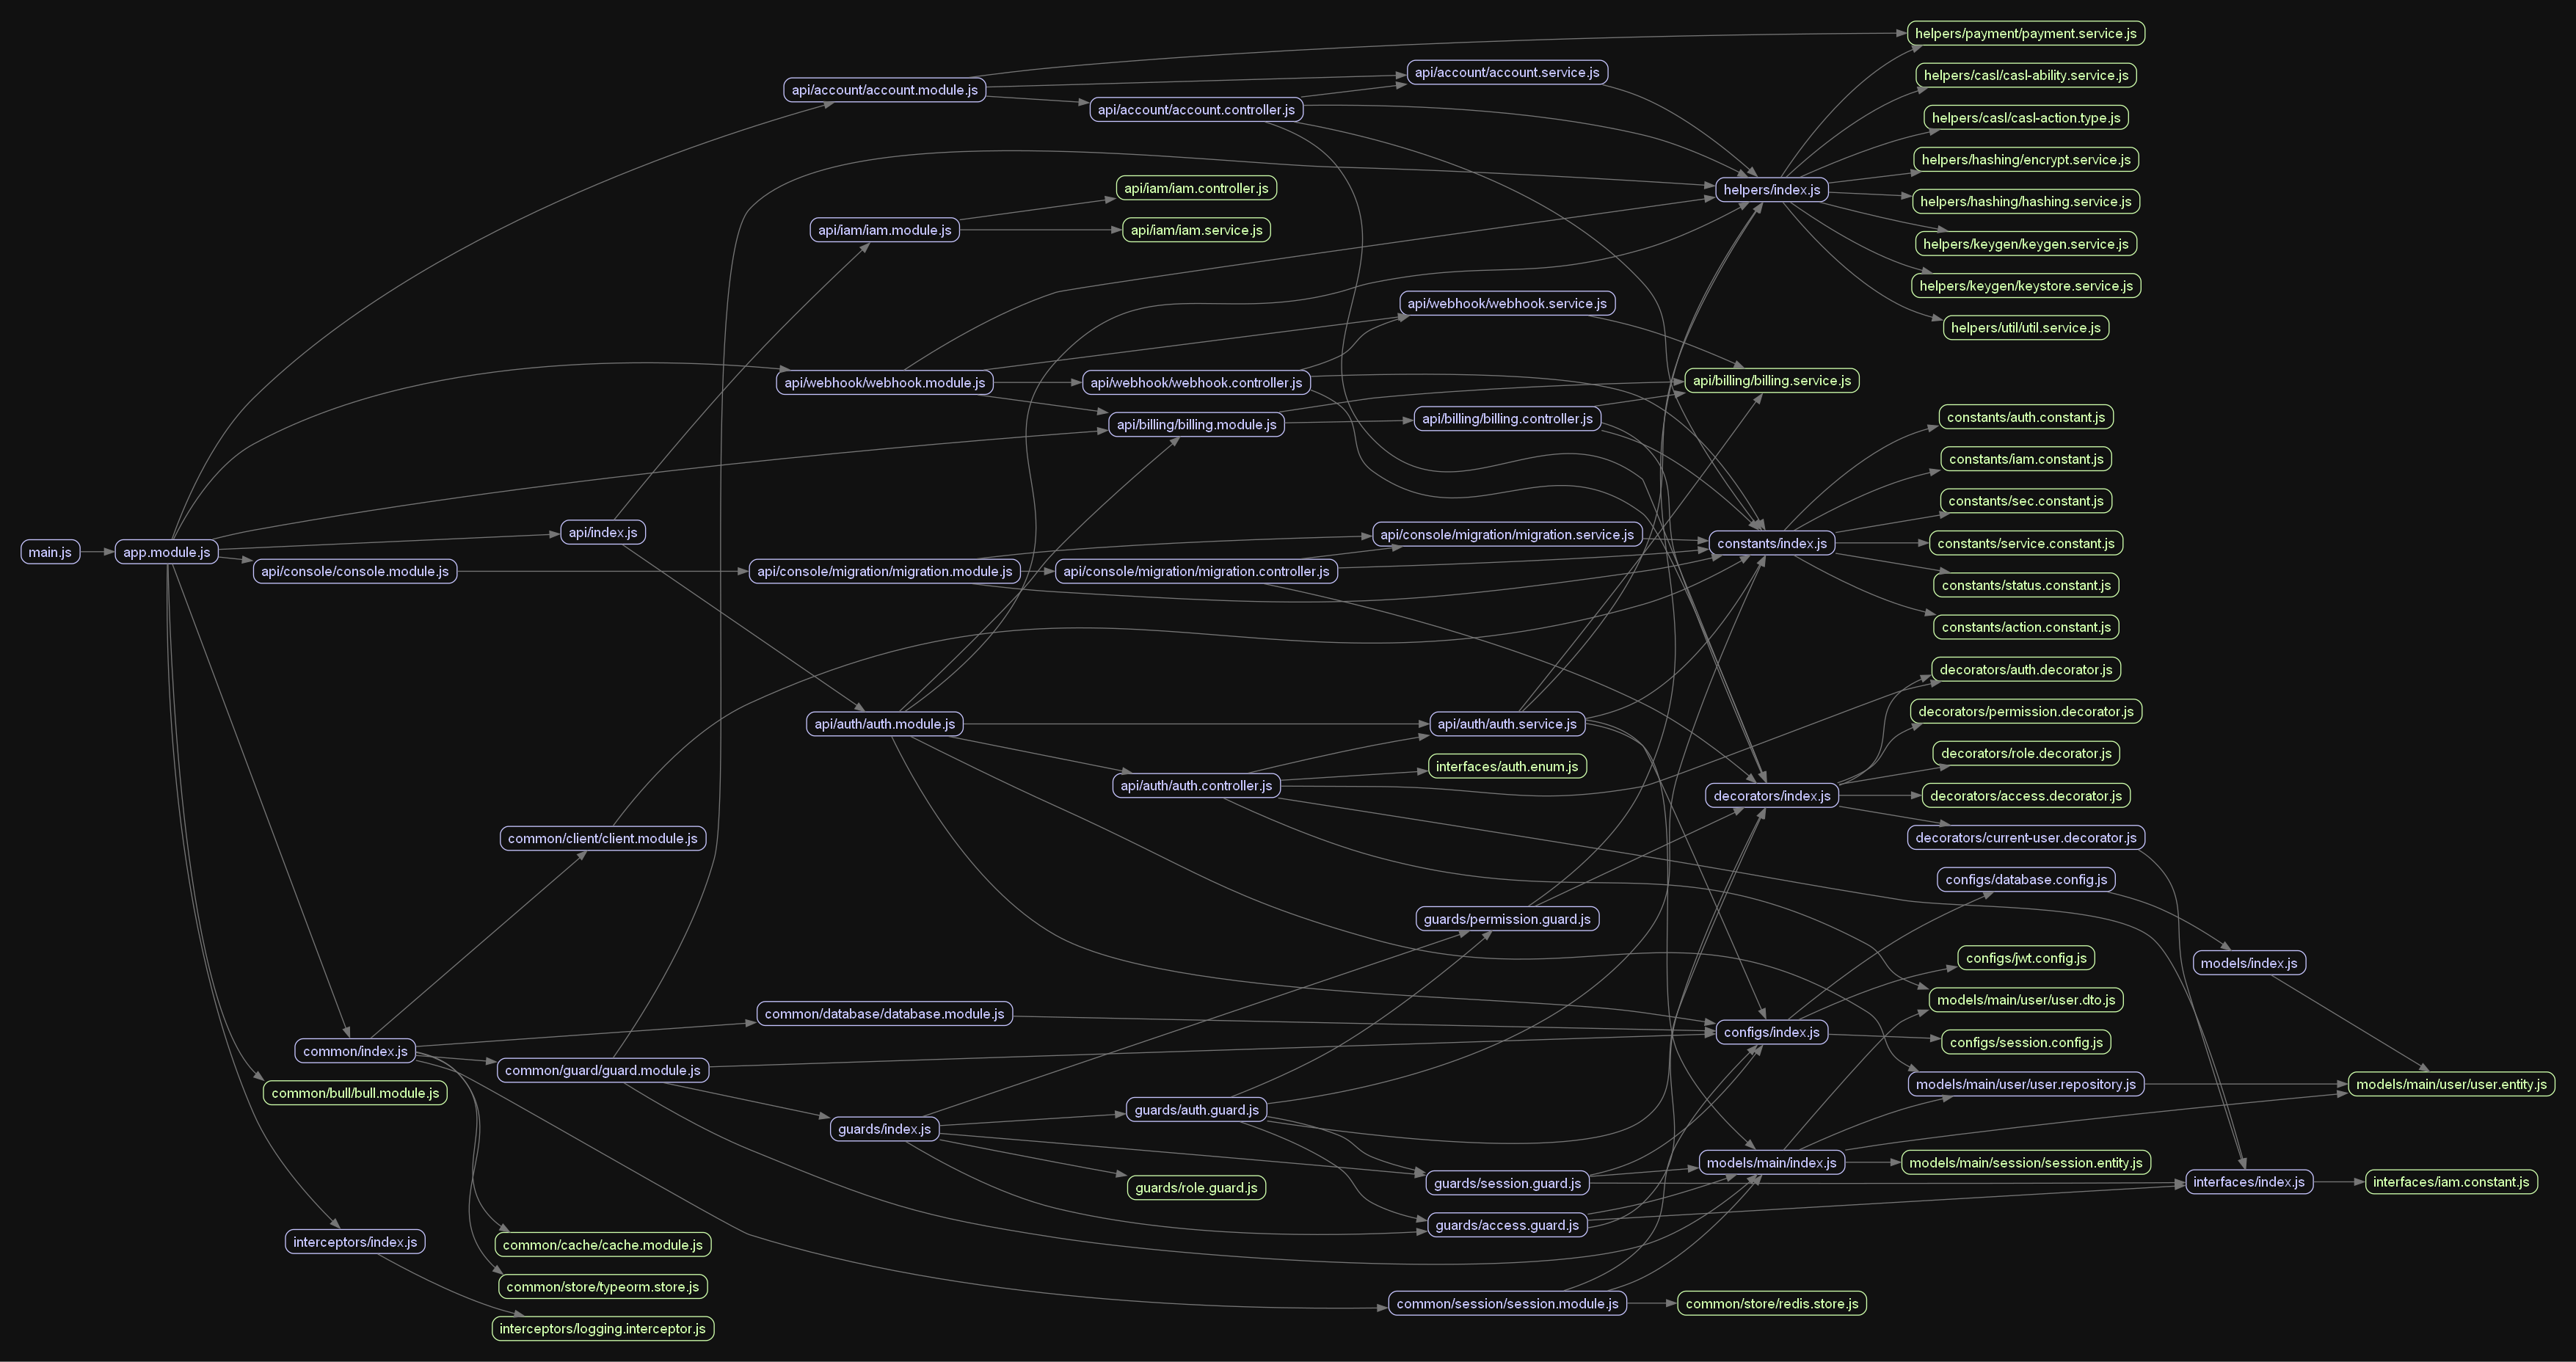 main.js
app.module.js
api/console/console.module.js
common/index.js
common/bull/bull.module.js
interceptors/index.js
api/index.js
common/client/client.module.js
common/guard/guard.module.js
common/cache/cache.module.js
common/store/typeorm.store.js
interceptors/logging.interceptor.js
api/account/account.module.js
api/iam/iam.module.js
api/webhook/webhook.module.js
api/console/migration/migration.module.js
api/auth/auth.module.js
common/database/database.module.js
guards/index.js
api/account/account.controller.js
api/iam/iam.controller.js
api/iam/iam.service.js
api/webhook/webhook.controller.js
api/billing/billing.module.js
api/console/migration/migration.controller.js
api/auth/auth.controller.js
guards/auth.guard.js
guards/role.guard.js
api/account/account.service.js
api/webhook/webhook.service.js
api/billing/billing.controller.js
api/console/migration/migration.service.js
api/auth/auth.service.js
interfaces/auth.enum.js
guards/permission.guard.js
guards/session.guard.js
guards/access.guard.js
common/session/session.module.js
helpers/index.js
api/billing/billing.service.js
constants/index.js
decorators/index.js
configs/index.js
models/main/index.js
common/store/redis.store.js
helpers/payment/payment.service.js
helpers/casl/casl-ability.service.js
helpers/casl/casl-action.type.js
helpers/hashing/encrypt.service.js
helpers/hashing/hashing.service.js
helpers/keygen/keygen.service.js
helpers/keygen/keystore.service.js
helpers/util/util.service.js
constants/auth.constant.js
constants/iam.constant.js
constants/sec.constant.js
constants/service.constant.js
constants/status.constant.js
constants/action.constant.js
decorators/auth.decorator.js
decorators/permission.decorator.js
decorators/role.decorator.js
decorators/access.decorator.js
decorators/current-user.decorator.js
configs/database.config.js
configs/jwt.config.js
models/main/user/user.dto.js
configs/session.config.js
models/main/user/user.repository.js
models/main/session/session.entity.js
models/index.js
interfaces/index.js
models/main/user/user.entity.js
interfaces/iam.constant.js